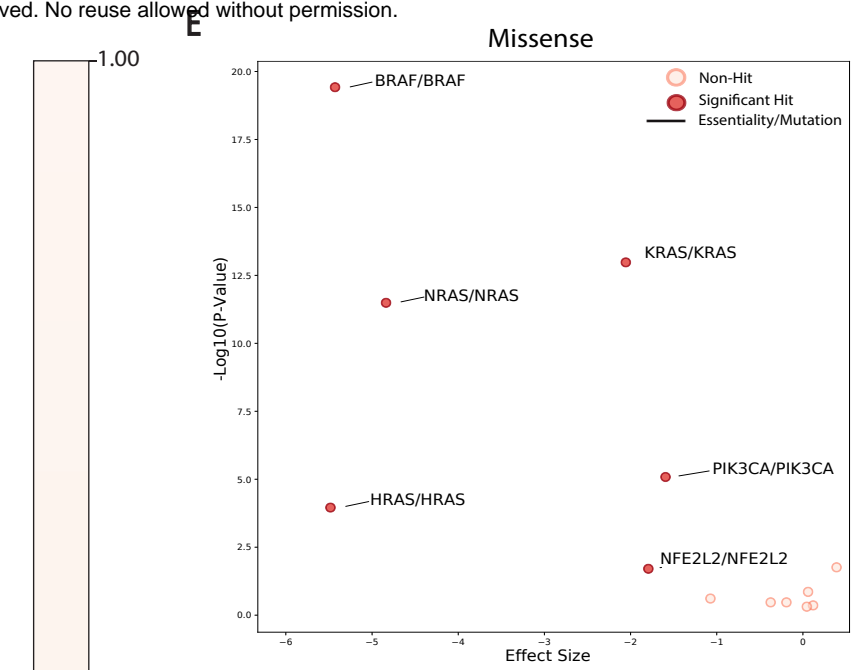 ved. No reuse allowed without permission.
E
1.00
Missense
Non-Hit
Significant Hit
Essentiality/Mutation
BRAF/BRAF
KRAS/KRAS
NRAS/NRAS
PIK3CA/PIK3CA
HRAS/HRAS
NFE2L2/NFE2L2
-Log10(P-Value)
20.0
17.5
15.0
12.5
10.0
7.5
5.0
2.5
0.0
−6 −5 −4 −3 −2 −1 0
Effect Size